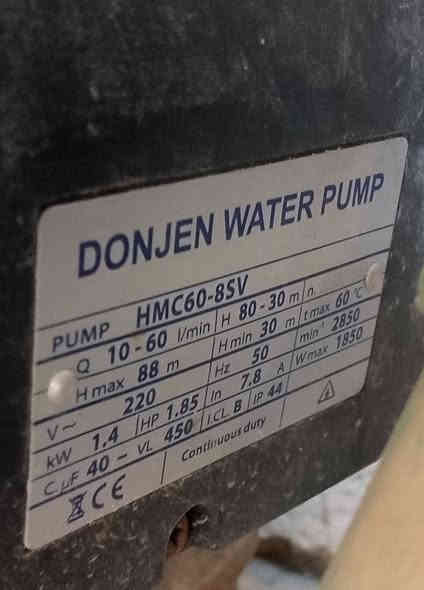 DONJEN WATER PUMP
PUMP HMC60-8SV
Q 10-60 l/min H 80-30 m n.
H max 88 m H min 30 m t max 60 °C
V~ 220 Hz 50 min⁻¹ 2850
kW 1.4 HP 1.85 In 7.8 A W max 1850
C µF 40 - VL 450 I.CL. B IP 44
CE Continuous duty